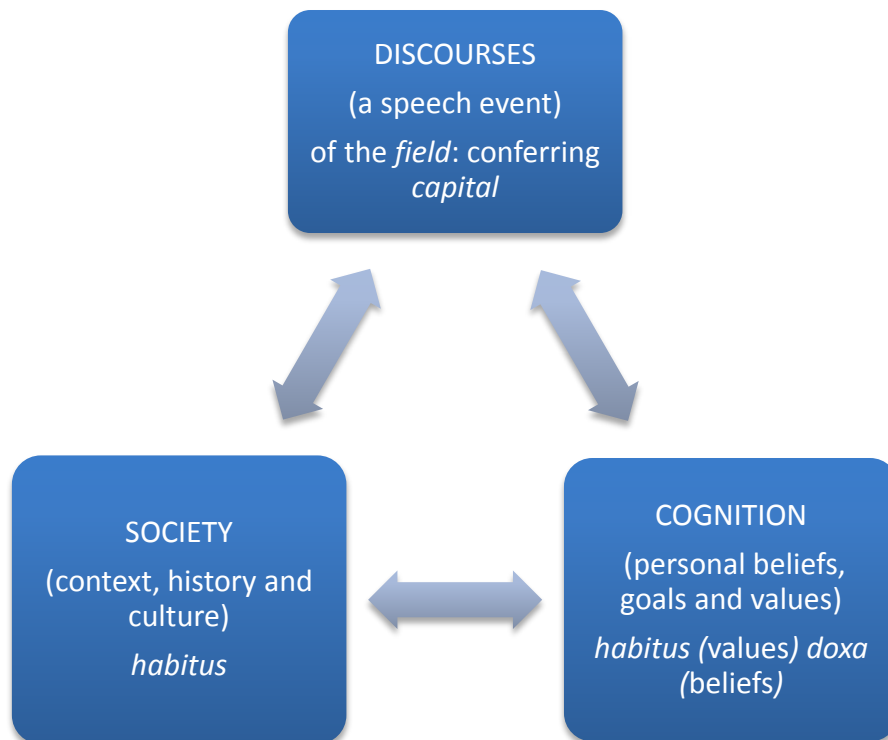 DISCOURSES
(a speech event)
of the field: conferring
capital
SOCIETY
(context, history and
culture)
habitus
COGNITION
(personal beliefs,
goals and values)
habitus (values) doxa
(beliefs)